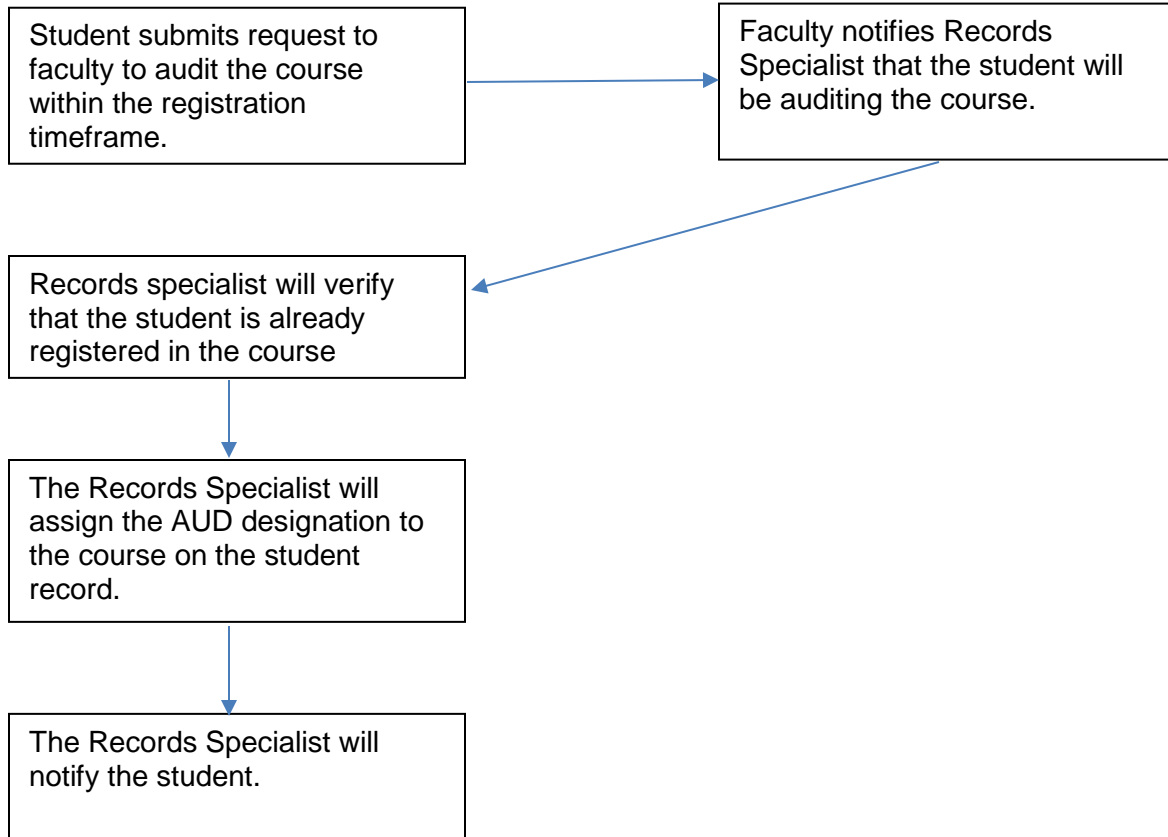 Student submits request to
faculty to audit the course
within the registration
timeframe.
Faculty notifies Records
Specialist that the student will
be auditing the course.
Records specialist will verify
that the student is already
registered in the course
The Records Specialist will
assign the AUD designation to
the course on the student
record.
The Records Specialist will
notify the student.